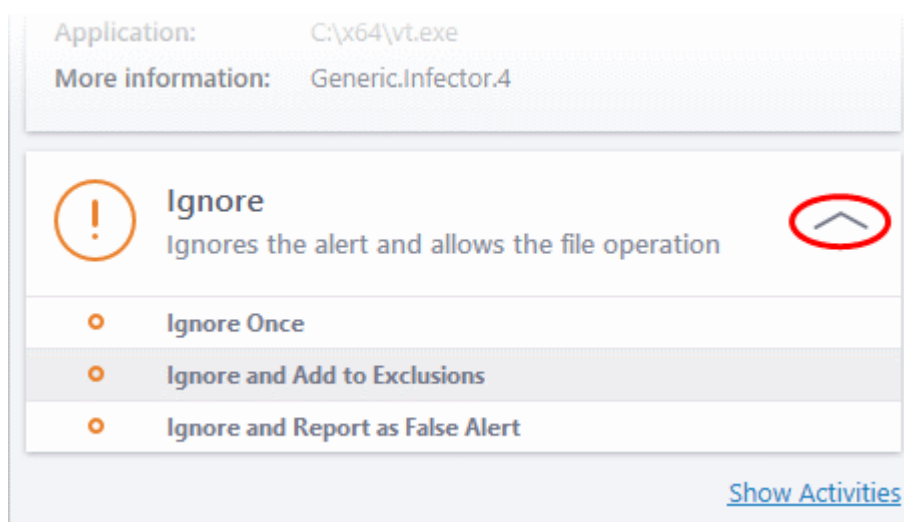 Application: C:\x64\vt.exe
More information: Generic.Infector.4
Ignore
Ignores the alert and allows the file operation
Ignore Once
Ignore and Add to Exclusions
Ignore and Report as False Alert
Show Activities